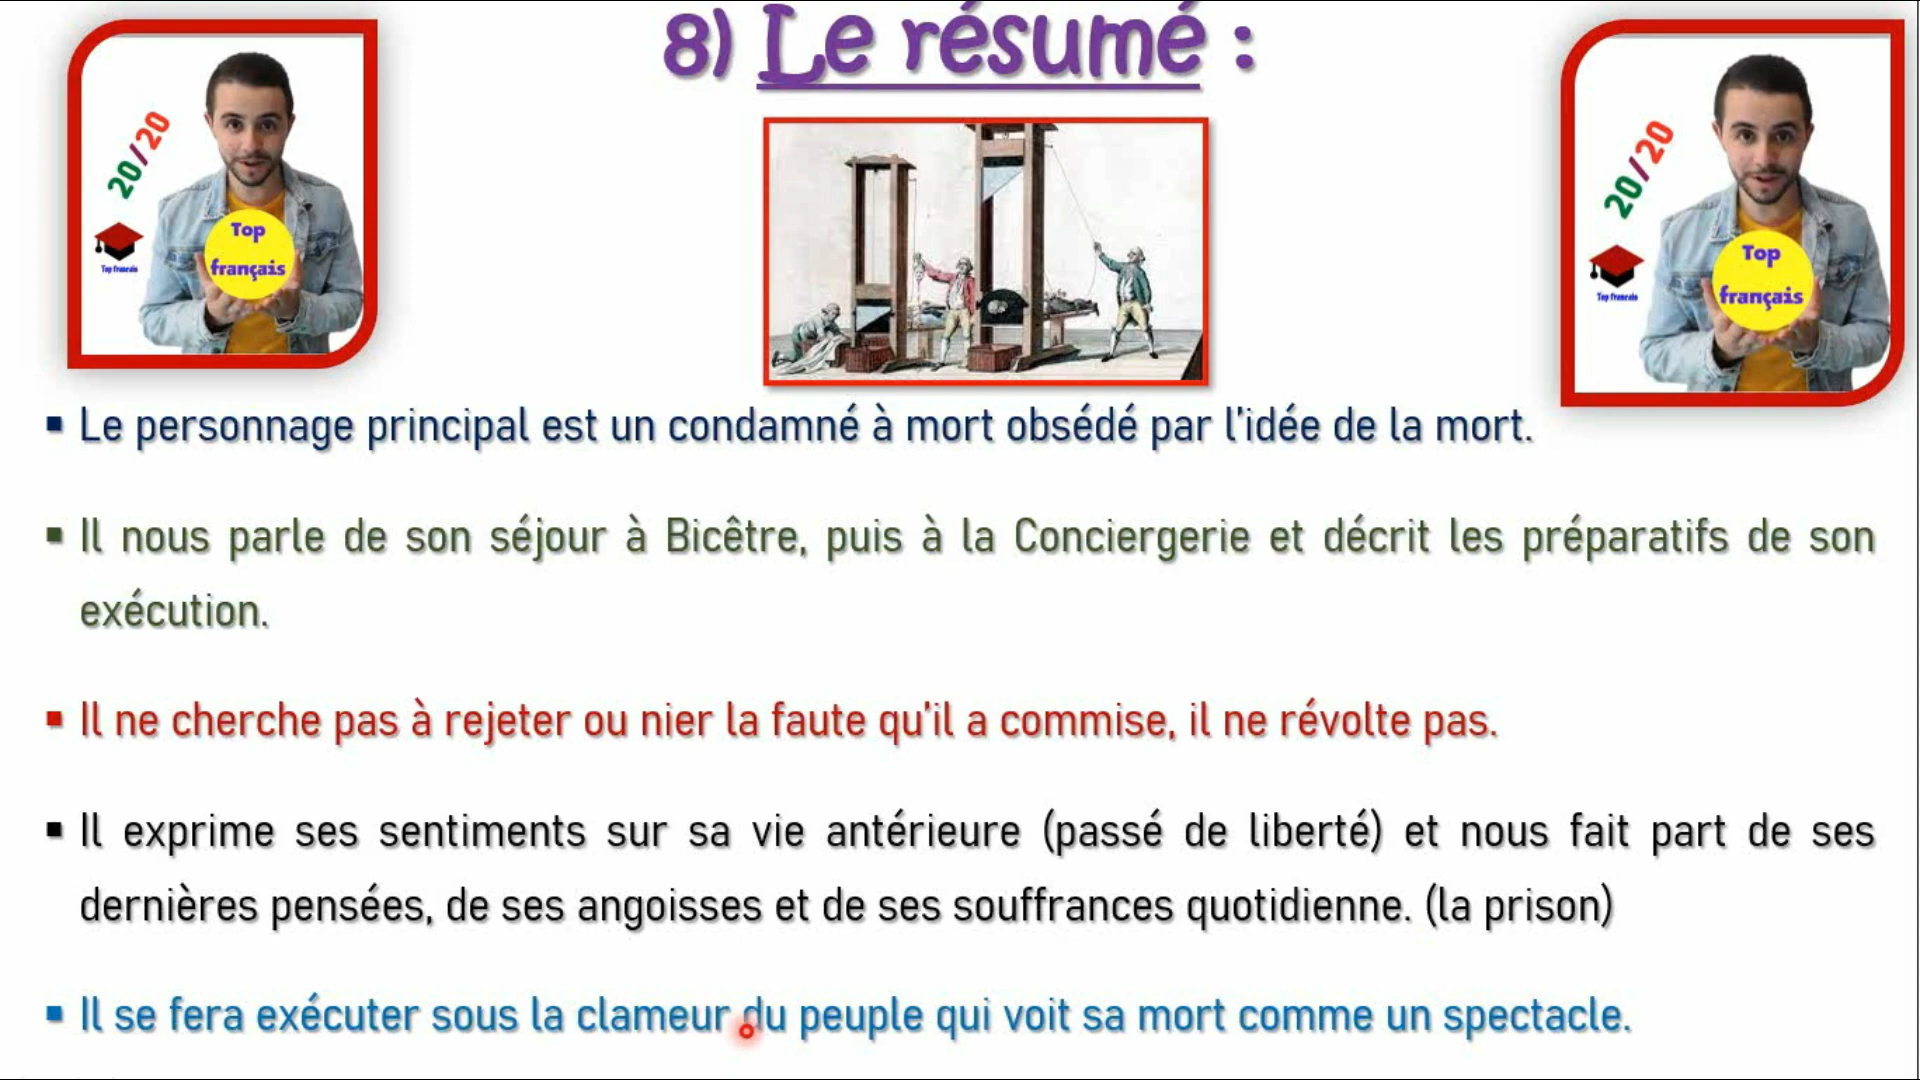 8) Le résumé :
20/20
Top
français
Top francais
20/20
Top
français
Top francais
▪ Le personnage principal est un condamné à mort obsédé par l'idée de la mort.
▪ Il nous parle de son séjour à Bicêtre, puis à la Conciergerie et décrit les préparatifs de son
exécution.
▪ Il ne cherche pas à rejeter ou nier la faute qu'il a commise, il ne révolte pas.
▪ Il exprime ses sentiments sur sa vie antérieure (passé de liberté) et nous fait part de ses
dernières pensées, de ses angoisses et de ses souffrances quotidienne. (la prison)
▪ Il se fera exécuter sous la clameur du peuple qui voit sa mort comme un spectacle.